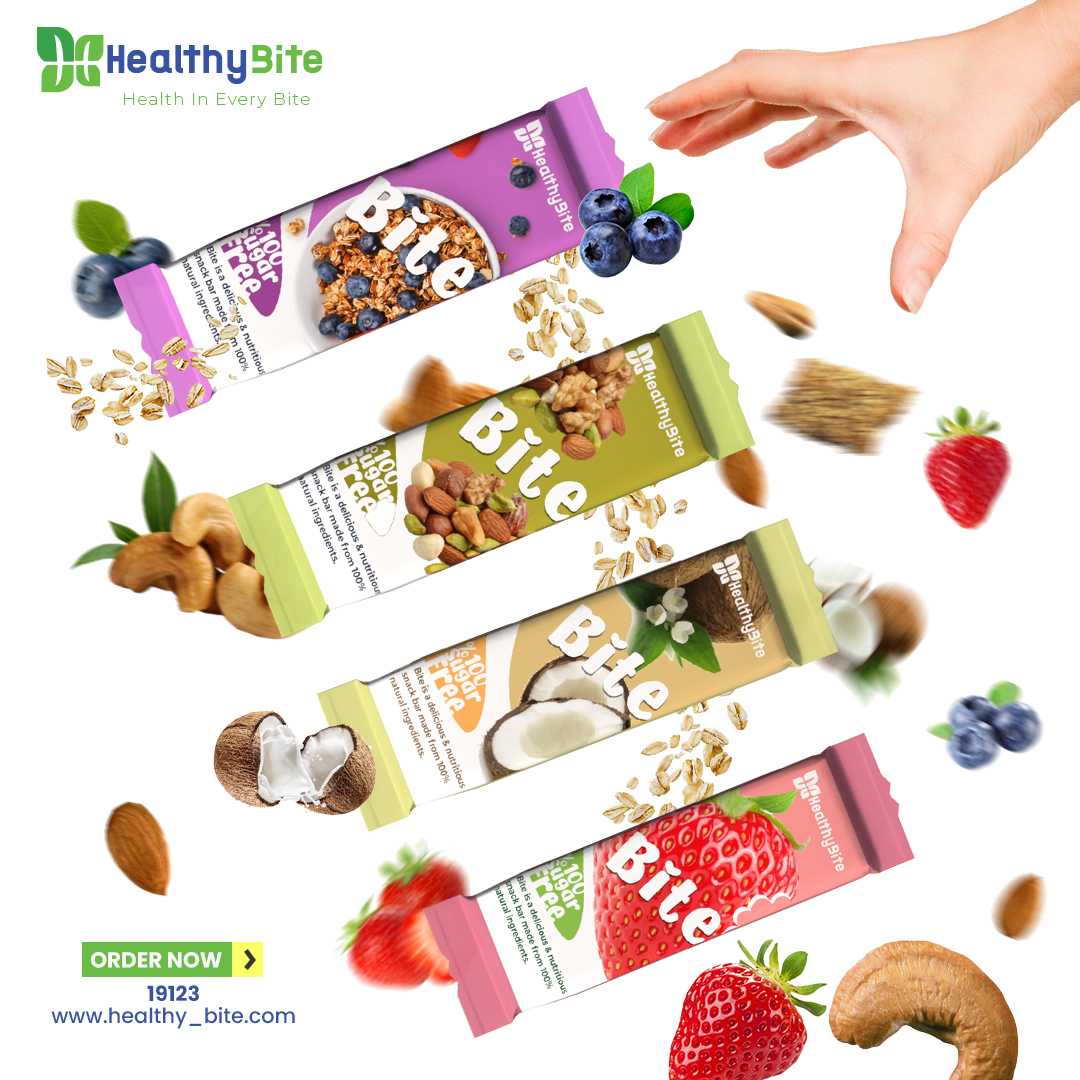 HealthyBite
Health In Every Bite
HealthyBite
Bite
%100
Sugar
Free
Bite is a delicious & nutritious
snack bar made from 100%
natural ingredients.
HealthyBite
Bite
%100
Sugar
Free
Bite is a delicious & nutritious
snack bar made from 100%
natural ingredients.
HealthyBite
Bite
%100
Sugar
Free
Bite is a delicious & nutritious
snack bar made from 100%
natural ingredients.
HealthyBite
Bite
%100
Sugar
Free
Bite is a delicious & nutritious
snack bar made from 100%
natural ingredients.
ORDER NOW >
19123
www.healthy_bite.com